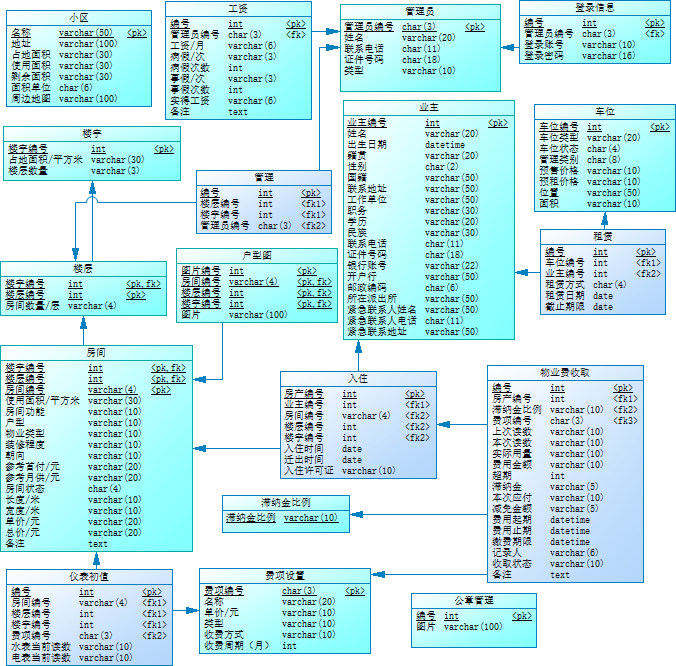 小区
名称 varchar(50) <pk>
地址 varchar(100)
占地面积 varchar(30)
使用面积 varchar(30)
剩余面积 varchar(30)
面积单位 char(6)
周边地图 varchar(100)
工资
编号 int <pk>
管理员编号 char(3) <fk>
工资/月 varchar(6)
病假/次 varchar(3)
病假次数 int
事假/次 varchar(3)
事假次数 int
实得工资 varchar(6)
备注 text
管理员
管理员编号 char(3) <pk>
姓名 varchar(20)
联系电话 char(11)
证件号码 char(18)
类型 varchar(10)
登录信息
编号 int <pk>
管理员编号 char(3) <fk>
登录账号 varchar(10)
登录密码 varchar(16)
楼宇
楼宇编号 int <pk>
占地面积/平方米 varchar(30)
楼层数量 varchar(3)
管理
编号 int <pk>
楼层编号 int <fk1>
楼宇编号 int <fk1>
管理员编号 char(3) <fk2>
业主
业主编号 int <pk>
姓名 varchar(20)
出生日期 datetime
籍贯 varchar(20)
性别 char(2)
国籍 varchar(50)
联系地址 varchar(50)
工作单位 varchar(50)
职务 varchar(30)
学历 varchar(20)
民族 varchar(30)
联系电话 char(11)
证件号码 char(18)
银行账号 varchar(22)
开户行 varchar(50)
邮政编码 char(6)
所在派出所 varchar(50)
紧急联系人姓名 varchar(50)
紧急联系人电话 char(11)
紧急联系地址 varchar(50)
车位
车位编号 int <pk>
车位类型 varchar(20)
车位状态 char(4)
管理类别 char(8)
预售价格 varchar(10)
预租价格 varchar(10)
位置 varchar(50)
面积 varchar(10)
租赁
编号 int <pk>
车位编号 int <fk1>
业主编号 int <fk2>
租赁方式 char(4)
租赁日期 date
截止期限 date
楼层
楼宇编号 int <pk,fk>
楼层编号 int <pk>
房间数量/层 varchar(4)
户型图
图片编号 int <pk>
房间编号 varchar(4) <pk,fk>
楼层编号 int <pk,fk>
楼宇编号 int <pk,fk>
图片 varchar(100)
房间
楼宇编号 int <pk,fk>
楼层编号 int <pk,fk>
房间编号 varchar(4) <pk>
使用面积/平方米 varchar(30)
房间功能 varchar(10)
户型 varchar(10)
物业类型 varchar(10)
装修程度 varchar(10)
朝向 varchar(10)
参考首付/元 varchar(20)
参考月供/元 varchar(20)
房间状态 char(4)
长度/米 varchar(10)
宽度/米 varchar(10)
单价/元 varchar(20)
总价/元 varchar(20)
备注 text
入住
房产编号 int <pk>
业主编号 int <fk1>
房间编号 varchar(4) <fk2>
楼层编号 int <fk2>
楼宇编号 int <fk2>
入住时间 date
迁出时间 date
入住许可证 varchar(10)
物业费收取
编号 int <pk>
房产编号 int <fk1>
滞纳金比例 varchar(10) <fk2>
费项编号 char(3) <fk3>
上次读数 varchar(10)
本次读数 varchar(10)
实际用量 varchar(10)
费用金额 varchar(10)
超期 int
滞纳金 varchar(5)
本次应付 varchar(10)
减免金额 varchar(5)
费用起期 datetime
费用止期 datetime
缴费期限 datetime
记录人 varchar(6)
收取状态 varchar(10)
备注 text
滞纳金比例
滞纳金比例 varchar(10)
仪表初值
编号 int <pk>
房间编号 varchar(4) <fk1>
楼层编号 int <fk1>
楼宇编号 int <fk1>
费项编号 char(3) <fk2>
水表当前读数 varchar(10)
电表当前读数 varchar(10)
费项设置
费项编号 char(3) <pk>
名称 varchar(20)
单价/元 varchar(10)
类型 varchar(10)
收费方式 varchar(10)
收费周期（月） int
公章管理
编号 int <pk>
图片 varchar(100)